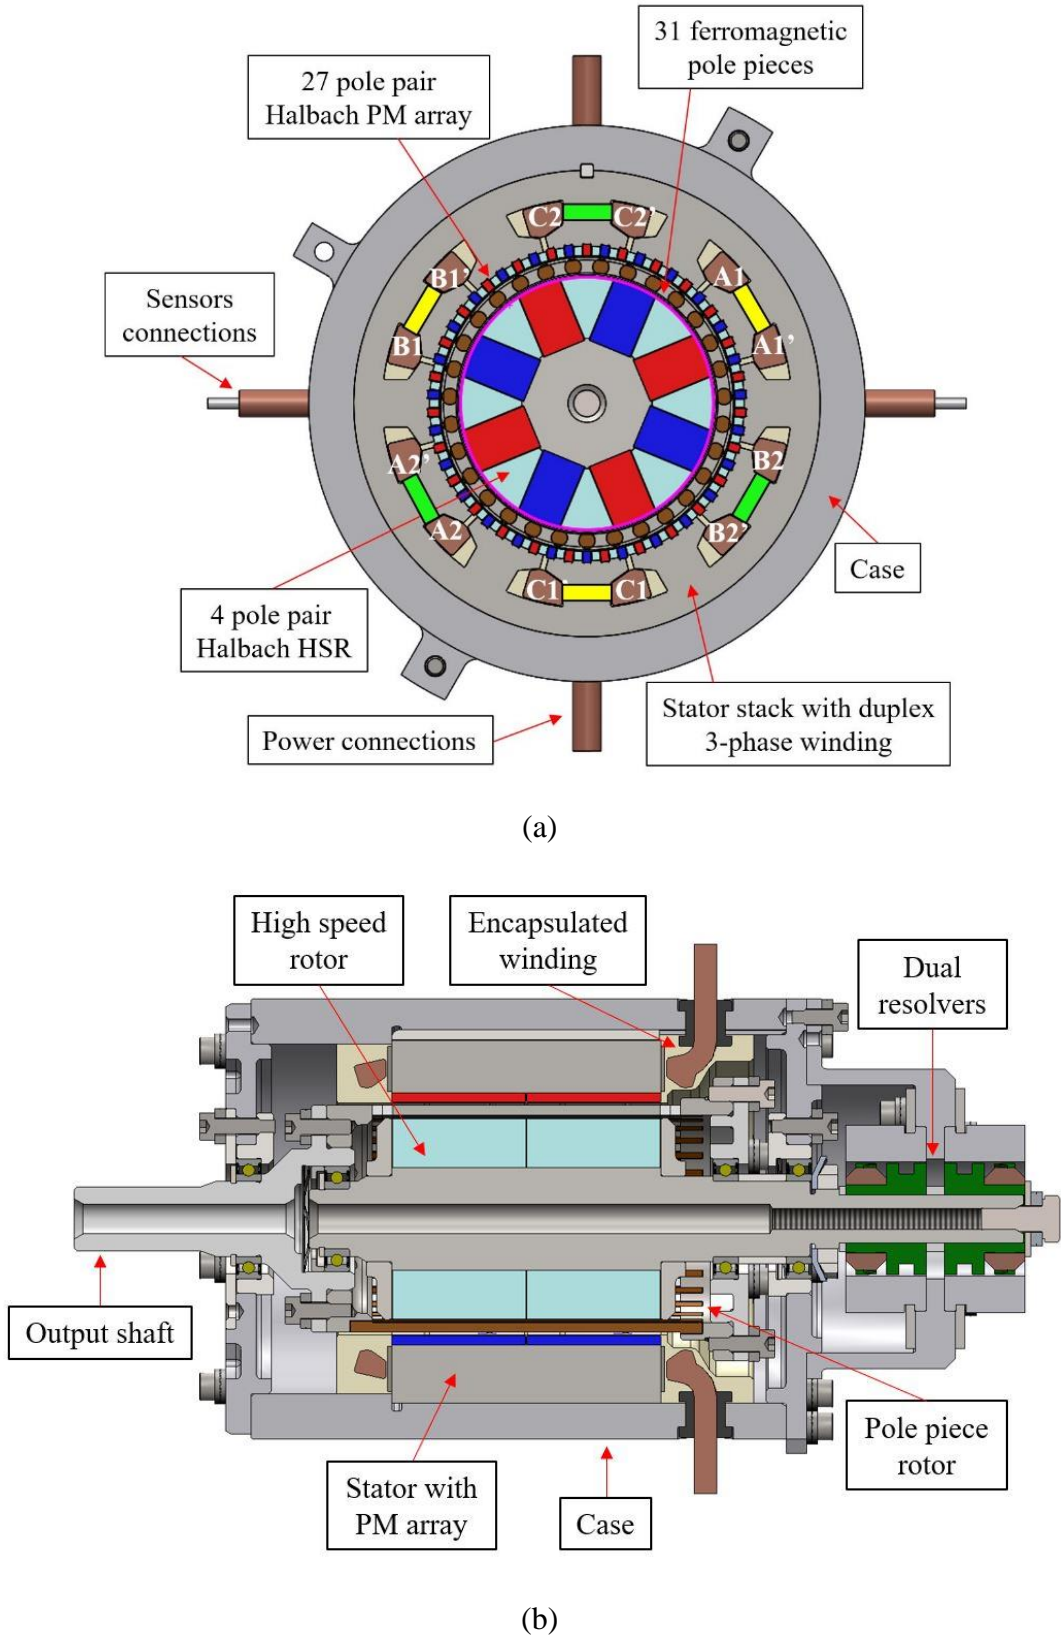 31 ferromagnetic
pole pieces
27 pole pair
Halbach PM array
C2
C2’
B1’
A1
Sensors
connections
B1
A1’
A2’
B2
A2
B2’
Case
C1’
C1
4 pole pair
Halbach HSR
Stator stack with duplex
3-phase winding
Power connections
(a)
High speed
rotor
Encapsulated
winding
Dual
resolvers
Output shaft
Pole piece
rotor
Stator with
PM array
Case
(b)